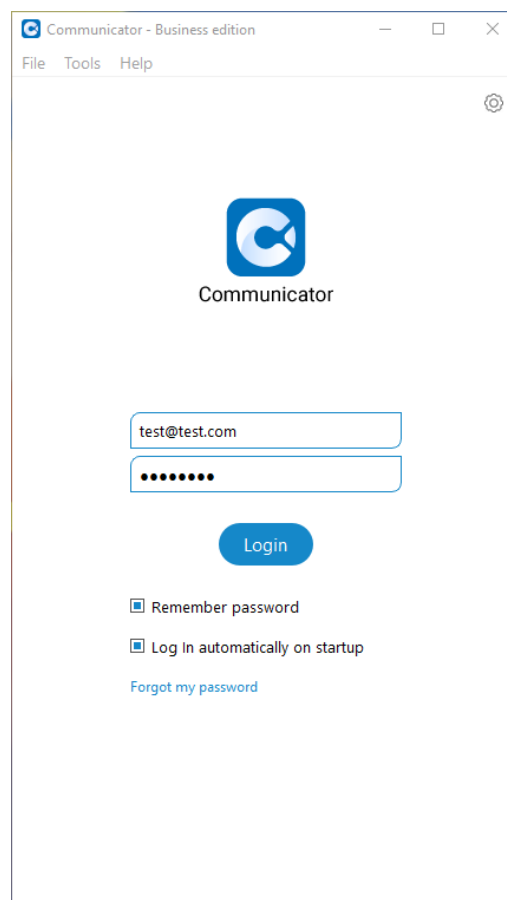 Communicator - Business edition
File Tools Help
Communicator
test@test.com
●●●●●●●●
Login
Remember password
Log In automatically on startup
Forgot my password